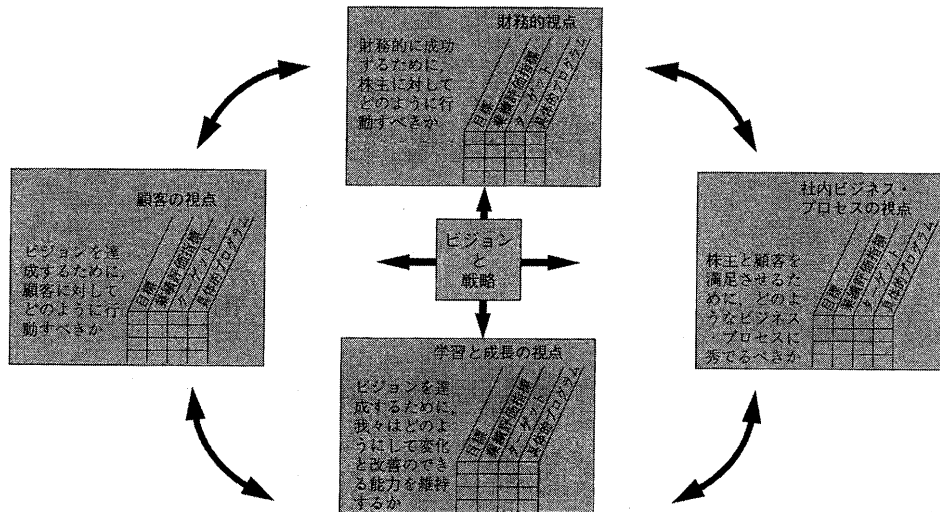 財務的視点
財務的に成功
するために,
株主に対して
どのように行
動すべきか
目標
業績評価指標
ターゲット
具体的プログラム
顧客の視点
ビジョンを達
成するために,
顧客に対して
どのように行
動すべきか
目標
業績評価指標
ターゲット
具体的プログラム
ビジョン
と
戦略
社内ビジネス・
プロセスの視点
株主と顧客を
満足させるた
めに, どのよ
うなビジネス
・プロセスに
秀でるべきか
目標
業績評価指標
ターゲット
具体的プログラム
学習と成長の視点
ビジョンを達
成するために,
我々はどのよ
うにして変化
と改善のでき
る能力を維持
するか
目標
業績評価指標
ターゲット
具体的プログラム